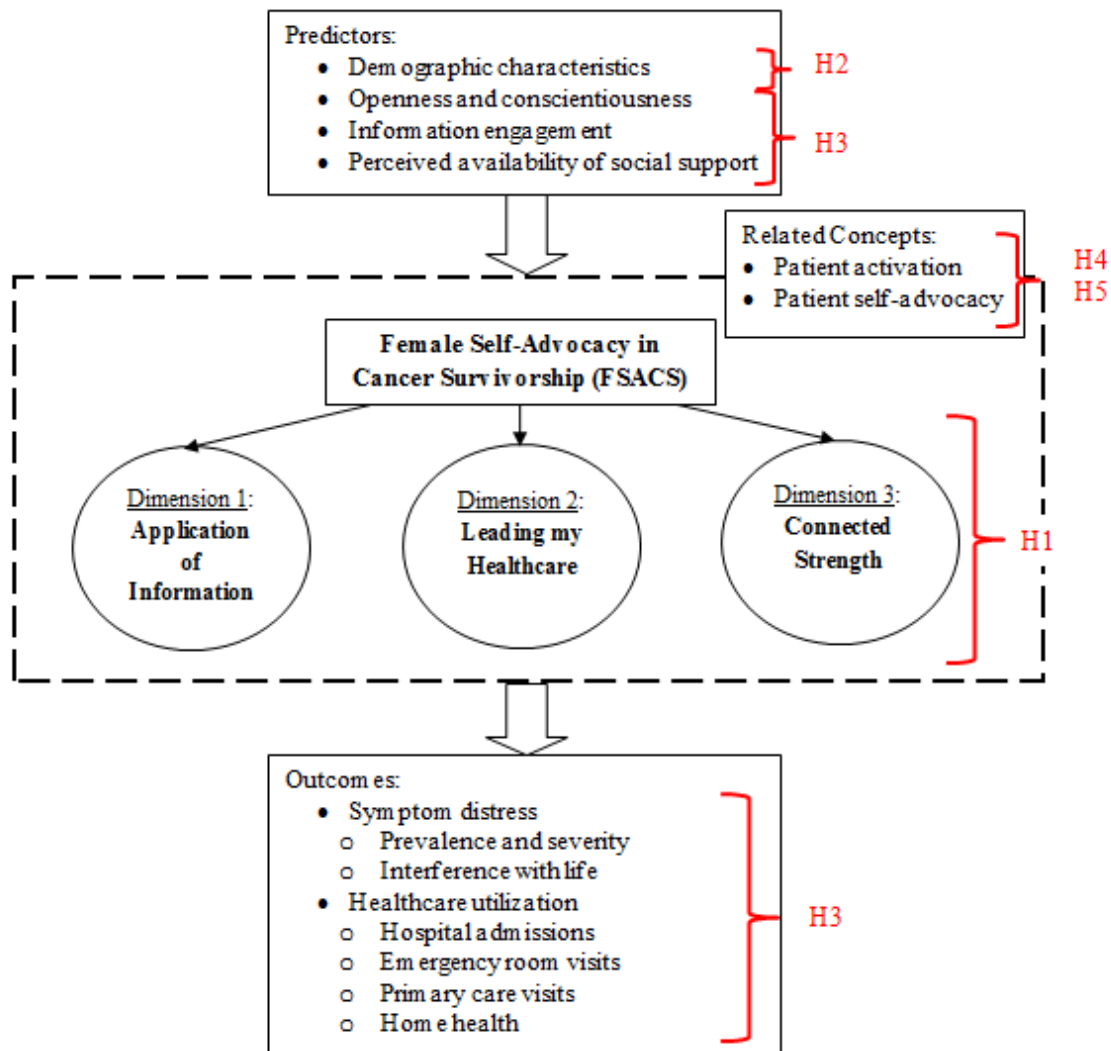 Predictors:
• Demographic characteristics
• Openness and conscientiousness
• Information engagement
• Perceived availability of social support
H2
H3
Related Concepts:
• Patient activation
• Patient self-advocacy
H4
H5
Female Self-Advocacy in
Cancer Survivorship (FSACS)
Dimension 1:
Application
of
Information
Dimension 2:
Leading my
Healthcare
Dimension 3:
Connected
Strength
H1
Outcomes:
• Symptom distress
o Prevalence and severity
o Interference with life
• Healthcare utilization
o Hospital admissions
o Emergency room visits
o Primary care visits
o Home health
H3